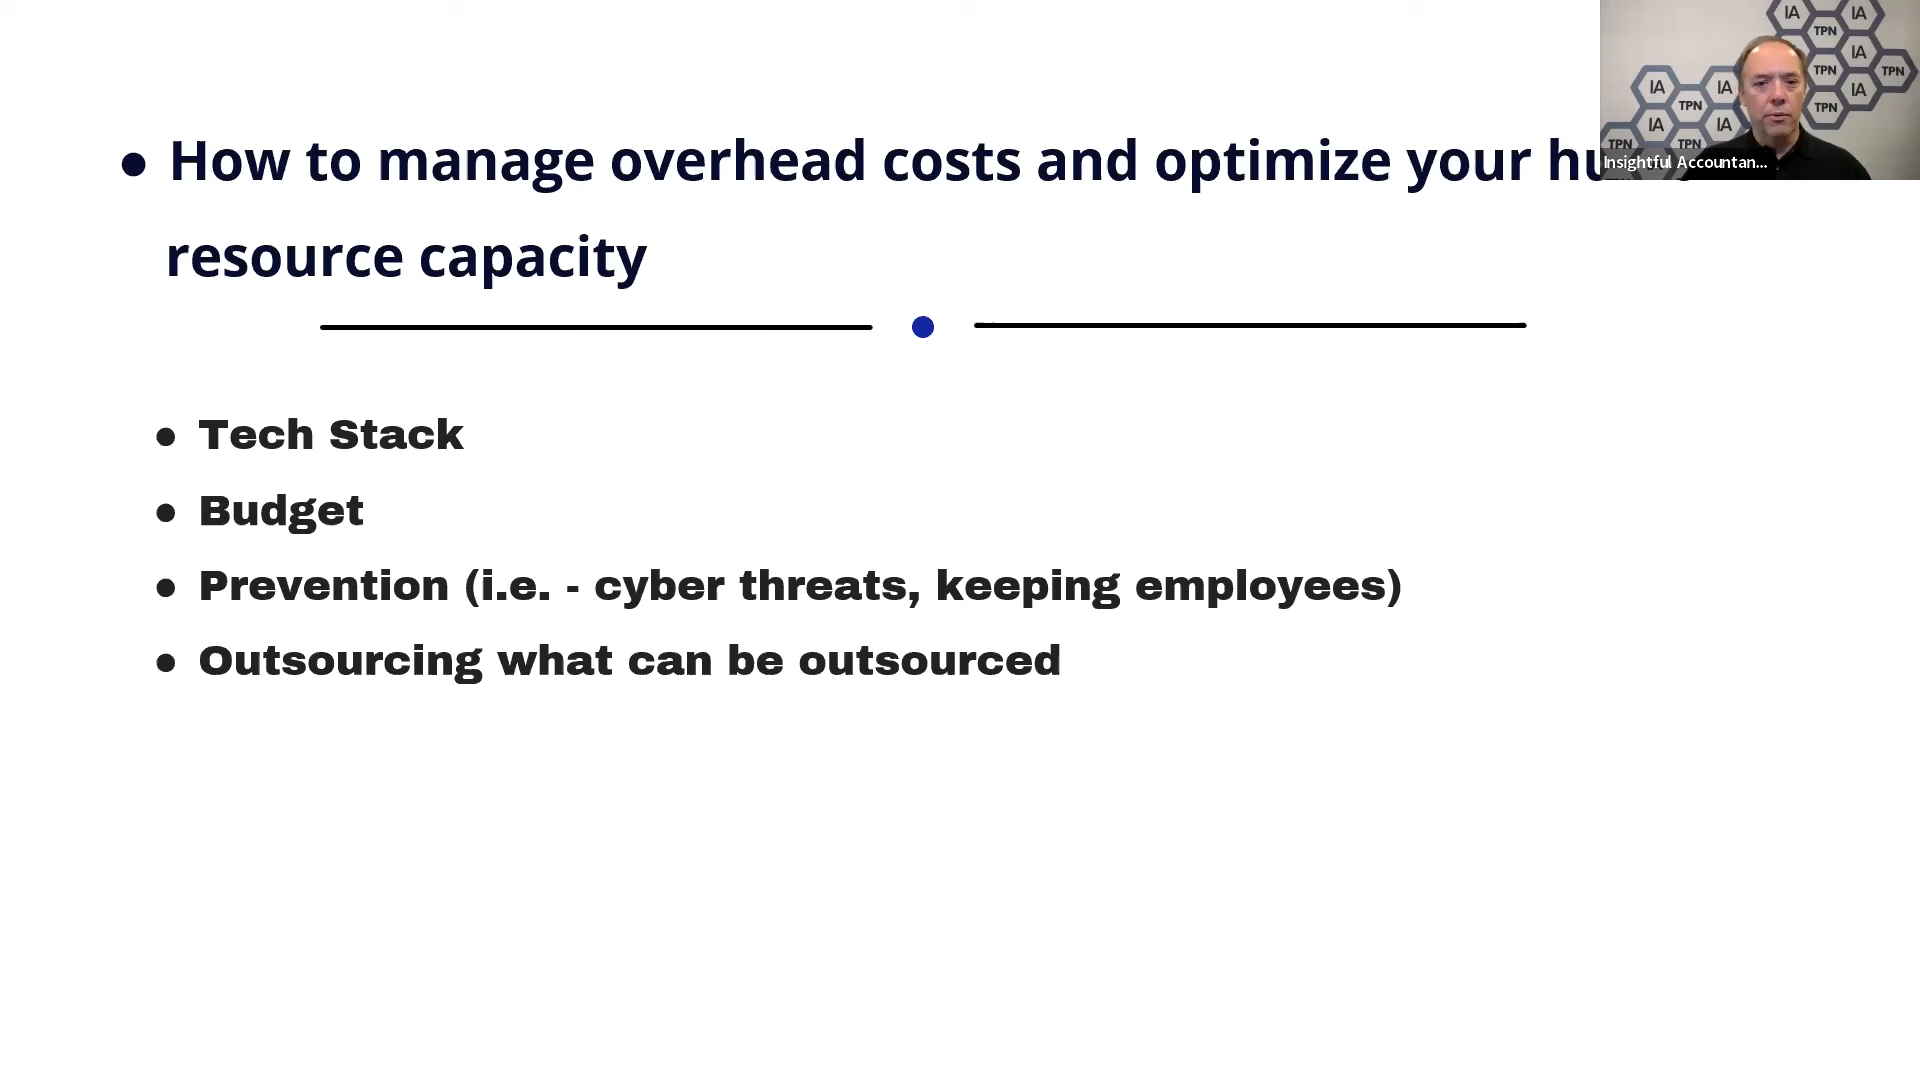 ● How to manage overhead costs and optimize your
resource capacity
● Tech Stack
● Budget
● Prevention (i.e. - cyber threats, keeping employees)
● Outsourcing what can be outsourced
IA
IA
TPN
IA
TPN
TPN
IA
TPN
IA
IA
TPN
IA
IA
TPN
TPN
TPN
Insightful Accountan...